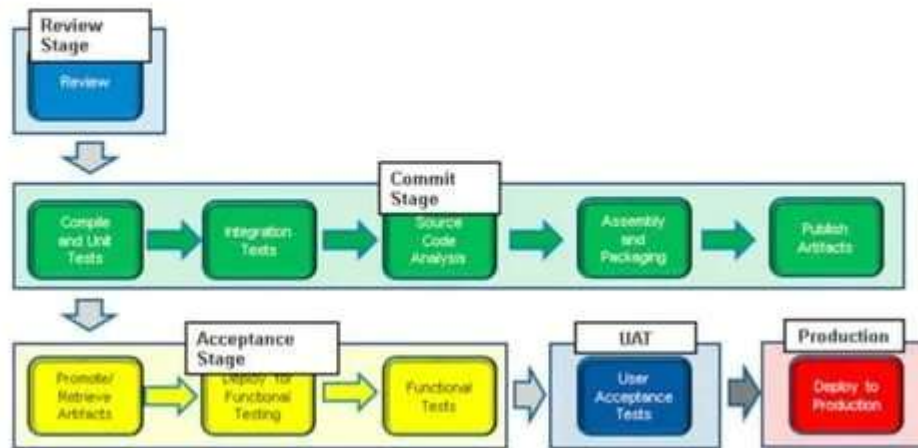 Review
Stage
Review
Commit
Stage
Compile
and Unit
Tests
Integration
Tests
Source
Code
Analysis
Assembly
and
Packaging
Publish
Artifacts
Acceptance
Stage
Promote/
Retrieve
Artifacts
Deploy for
Functional
Testing
Functional
Tests
UAT
User
Acceptance
Tests
Production
Deploy to
Production